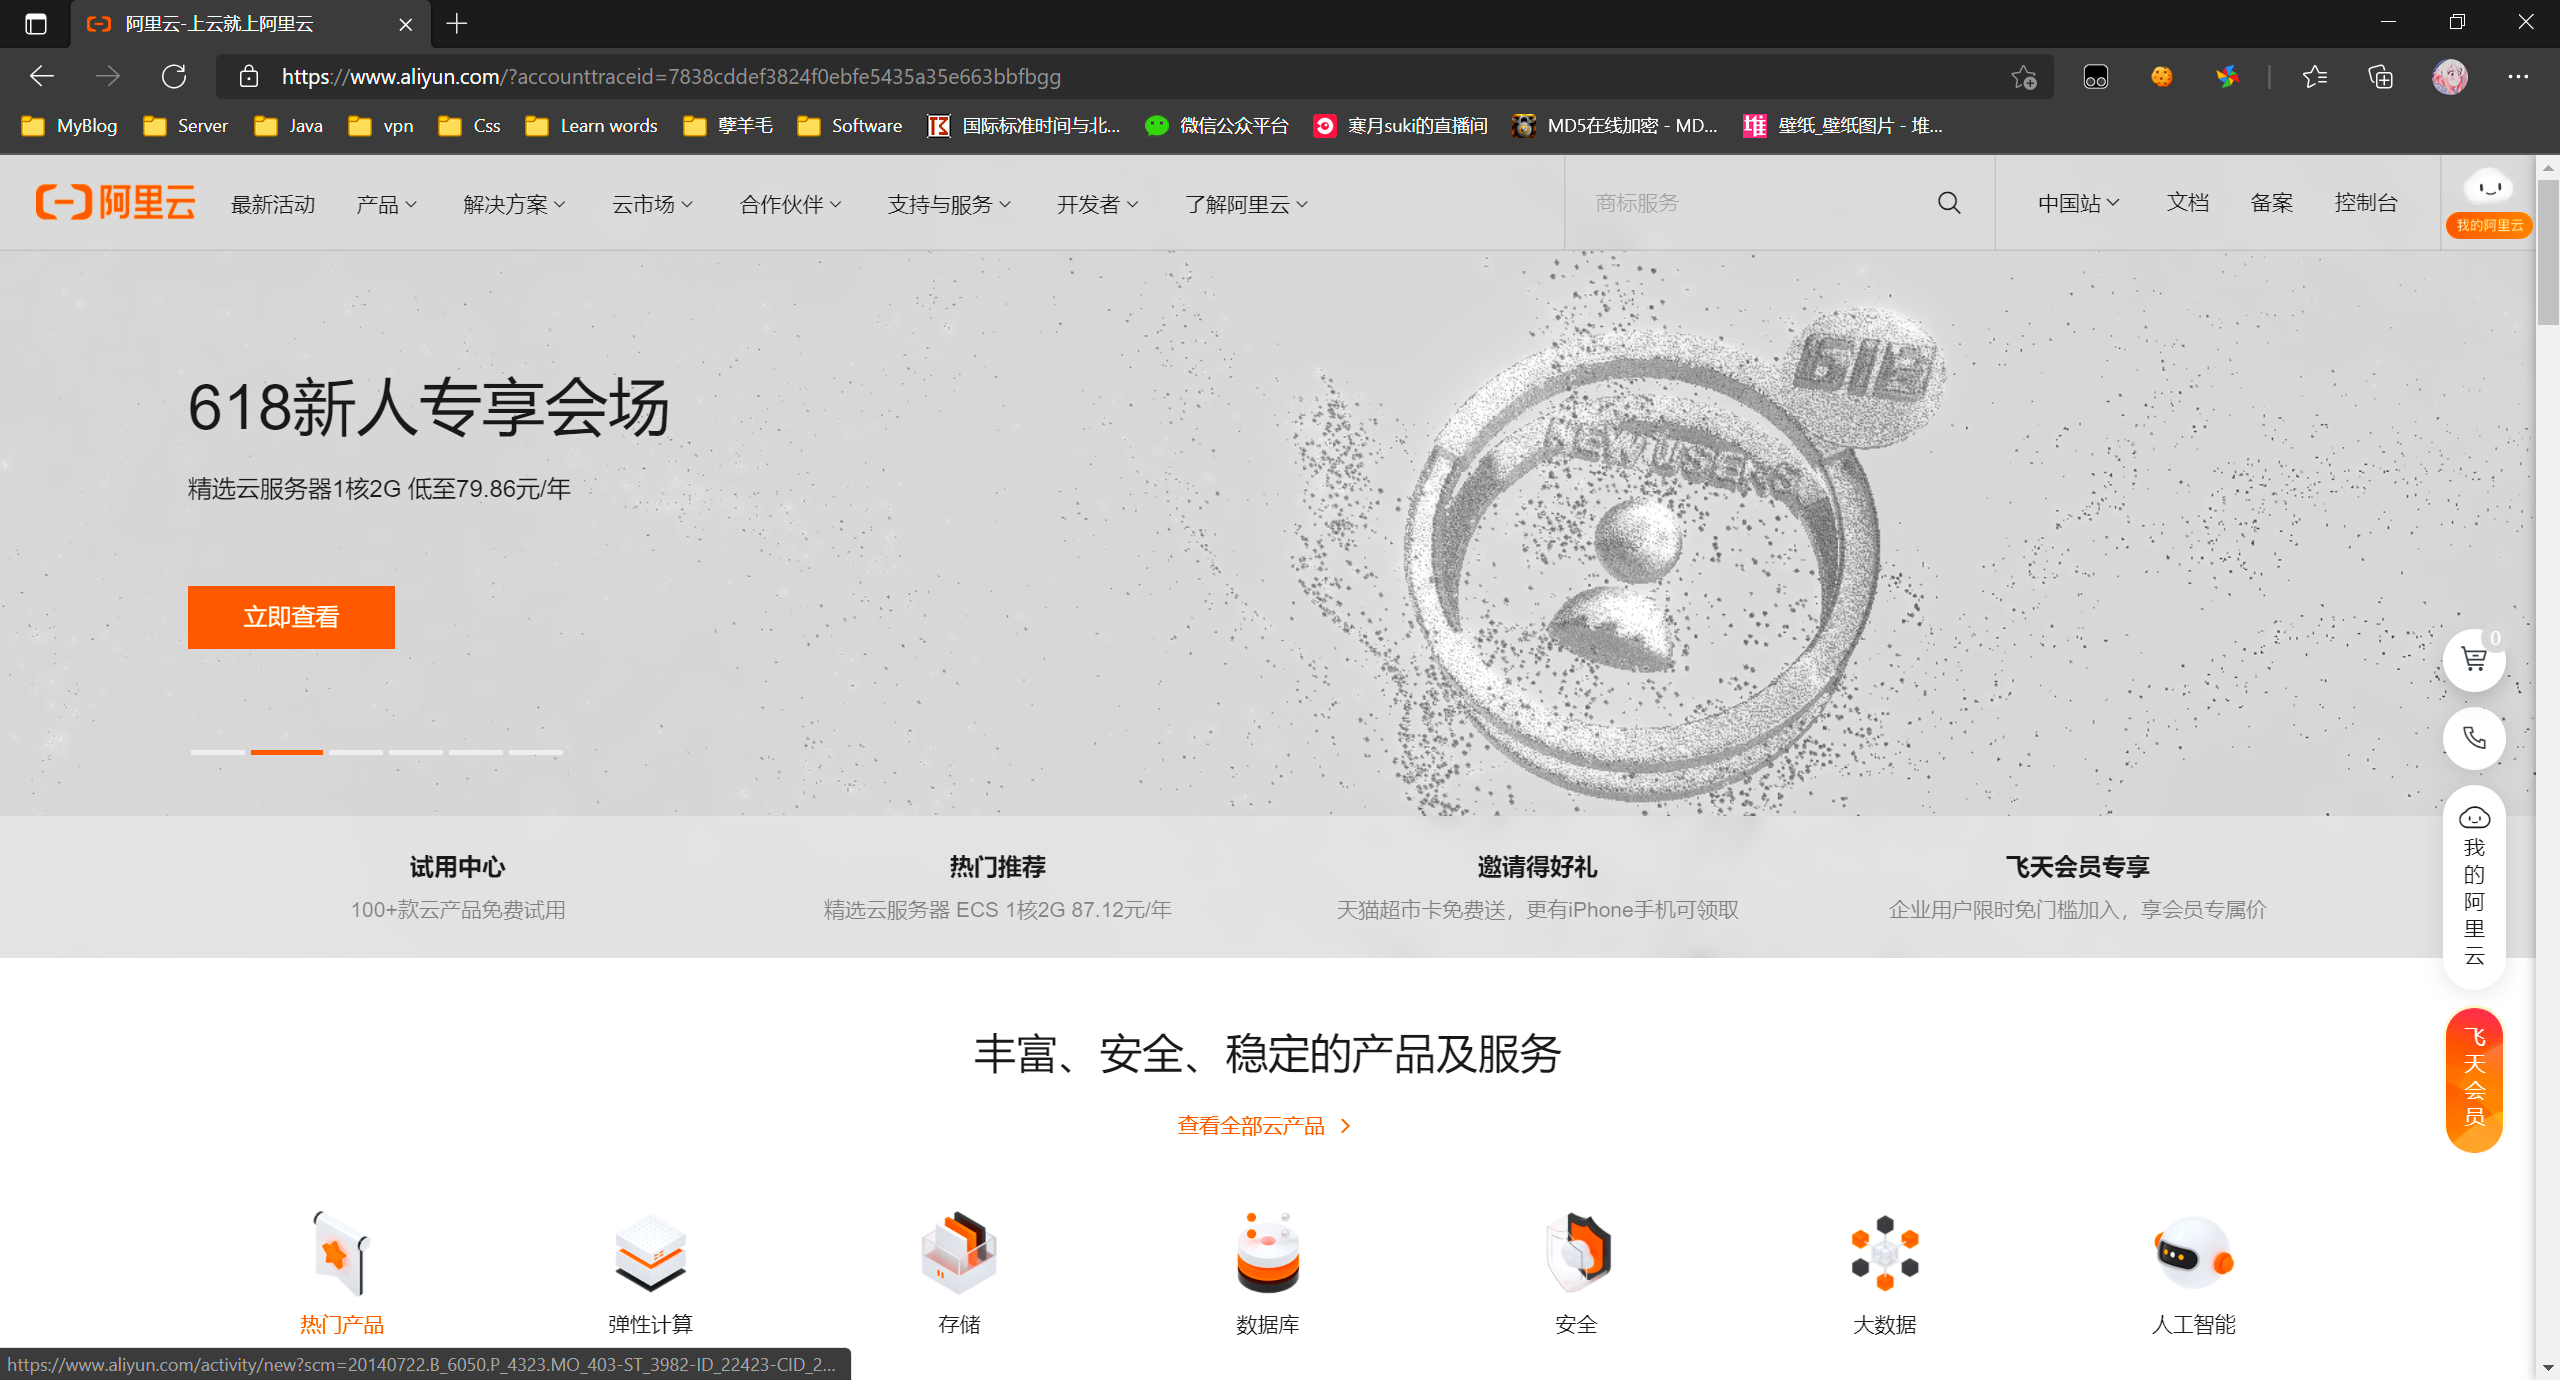 阿里云-上云就上阿里云
https://www.aliyun.com/?accounttraceid=7838cddef3824f0ebfe5435a35e663bbfbgg
MyBlog Server Java vpn Css Learn words 孽羊毛 Software 国际标准时间与北... 微信公众平台 寒月suki的直播间 MD5在线加密 - MD... 壁纸_壁纸图片 - 堆...
阿里云 最新活动 产品 解决方案 云市场 合作伙伴 支持与服务 开发者 了解阿里云 商标服务 中国站 文档 备案 控制台 我的阿里云
618
NEW USERS
618新人专享会场
精选云服务器1核2G 低至79.86元/年
立即查看
0
试用中心
100+款云产品免费试用
热门推荐
精选云服务器 ECS 1核2G 87.12元/年
邀请得好礼
天猫超市卡免费送，更有iPhone手机可领取
飞天会员专享
企业用户限时免门槛加入，享会员专属价
我的阿里云
飞天会员
丰富、安全、稳定的产品及服务
查看全部云产品
热门产品 弹性计算 存储 数据库 安全 大数据 人工智能
https://www.aliyun.com/activity/new?scm=20140722.B_6050.P_4323.MO_403-ST_3982-ID_22423-CID_2...